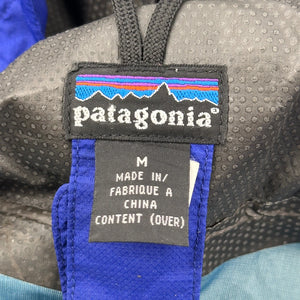 patagonia®
M
MADE IN/
FABRIQUE A
CHINA
CONTENT (OVER)